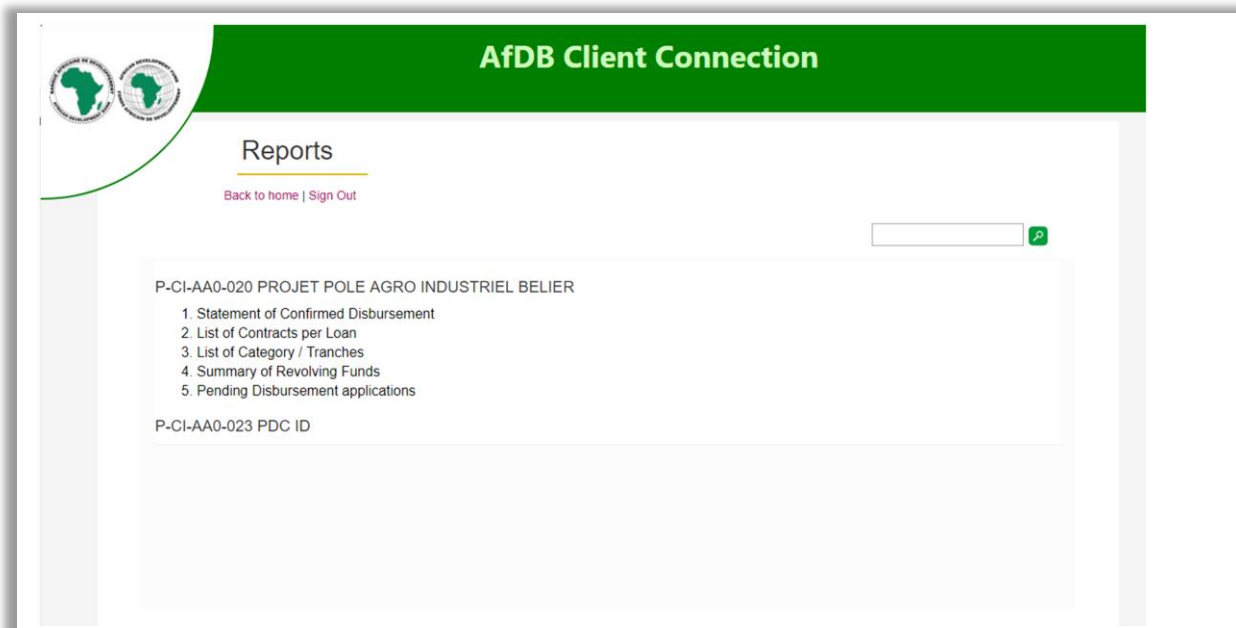 AfDB Client Connection
Reports
Back to home | Sign Out
P-CI-AA0-020 PROJET POLE AGRO INDUSTRIEL BELIER
1. Statement of Confirmed Disbursement
2. List of Contracts per Loan
3. List of Category / Tranches
4. Summary of Revolving Funds
5. Pending Disbursement applications
P-CI-AA0-023 PDC ID